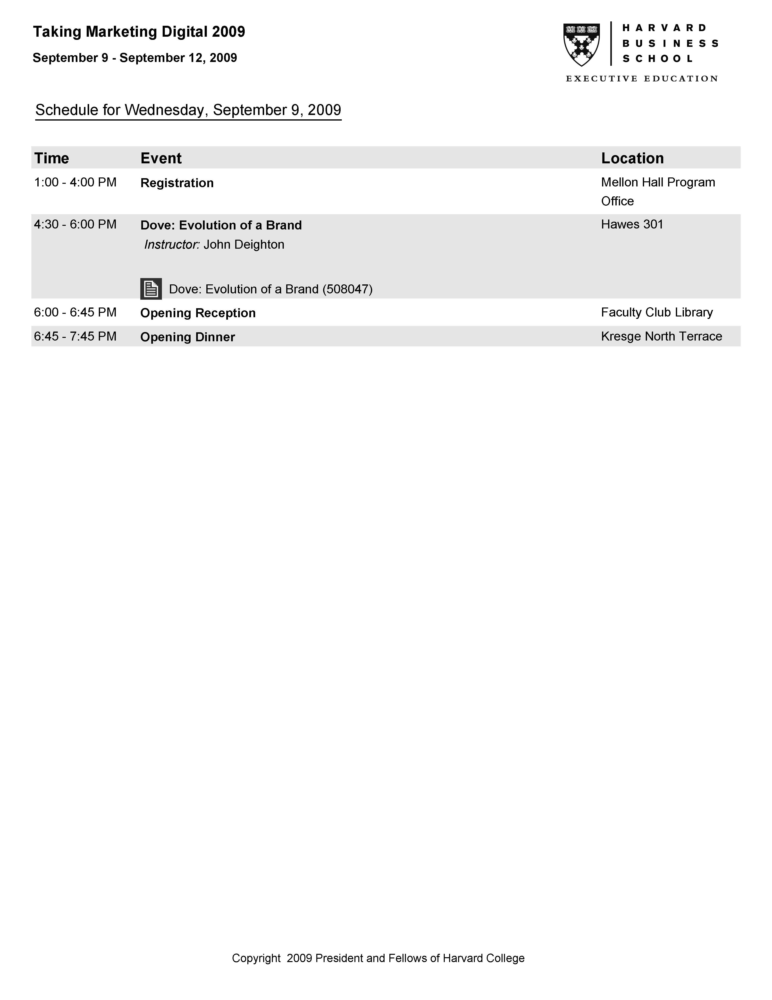 Taking Marketing Digital 2009
September 9 - September 12, 2009
VE RI TAS
HARVARD
BUSINESS
SCHOOL
EXECUTIVE EDUCATION
Schedule for Wednesday, September 9, 2009
Time Event Location
1:00 - 4:00 PM Registration Mellon Hall Program
Office
4:30 - 6:00 PM Dove: Evolution of a Brand Hawes 301
Instructor: John Deighton
Dove: Evolution of a Brand (508047)
6:00 - 6:45 PM Opening Reception Faculty Club Library
6:45 - 7:45 PM Opening Dinner Kresge North Terrace
Copyright 2009 President and Fellows of Harvard College